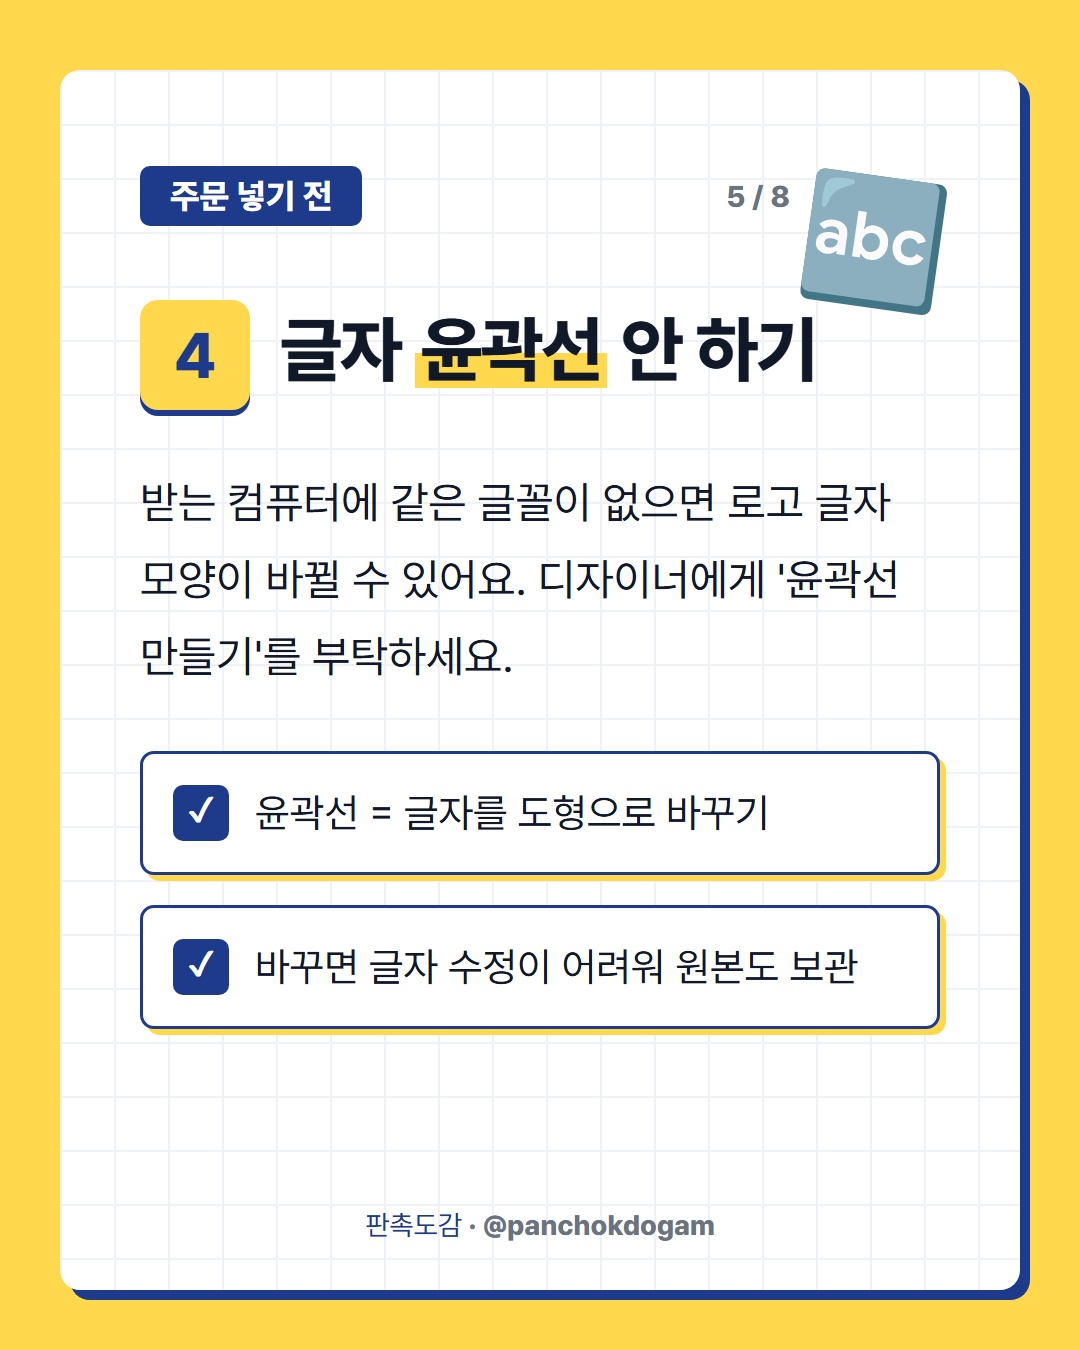 주문 넣기 전
5 / 8
abc
4
글자 윤곽선 안 하기
받는 컴퓨터에 같은 글꼴이 없으면 로고 글자
모양이 바뀔 수 있어요. 디자이너에게 '윤곽선
만들기'를 부탁하세요.
윤곽선 = 글자를 도형으로 바꾸기
바꾸면 글자 수정이 어려워 원본도 보관
판촉도감 · @panchokdogam